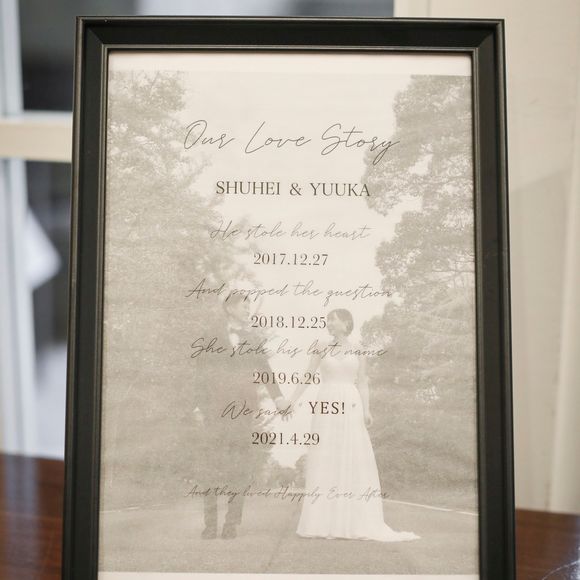 Our Love Story
SHUHEI & YUUKA
He stole her heart
2017.12.27
And popped the question
2018.12.25
She stole his last name
2019.6.26
We said " YES! "
2021.4.29
And they lived Happily Ever After